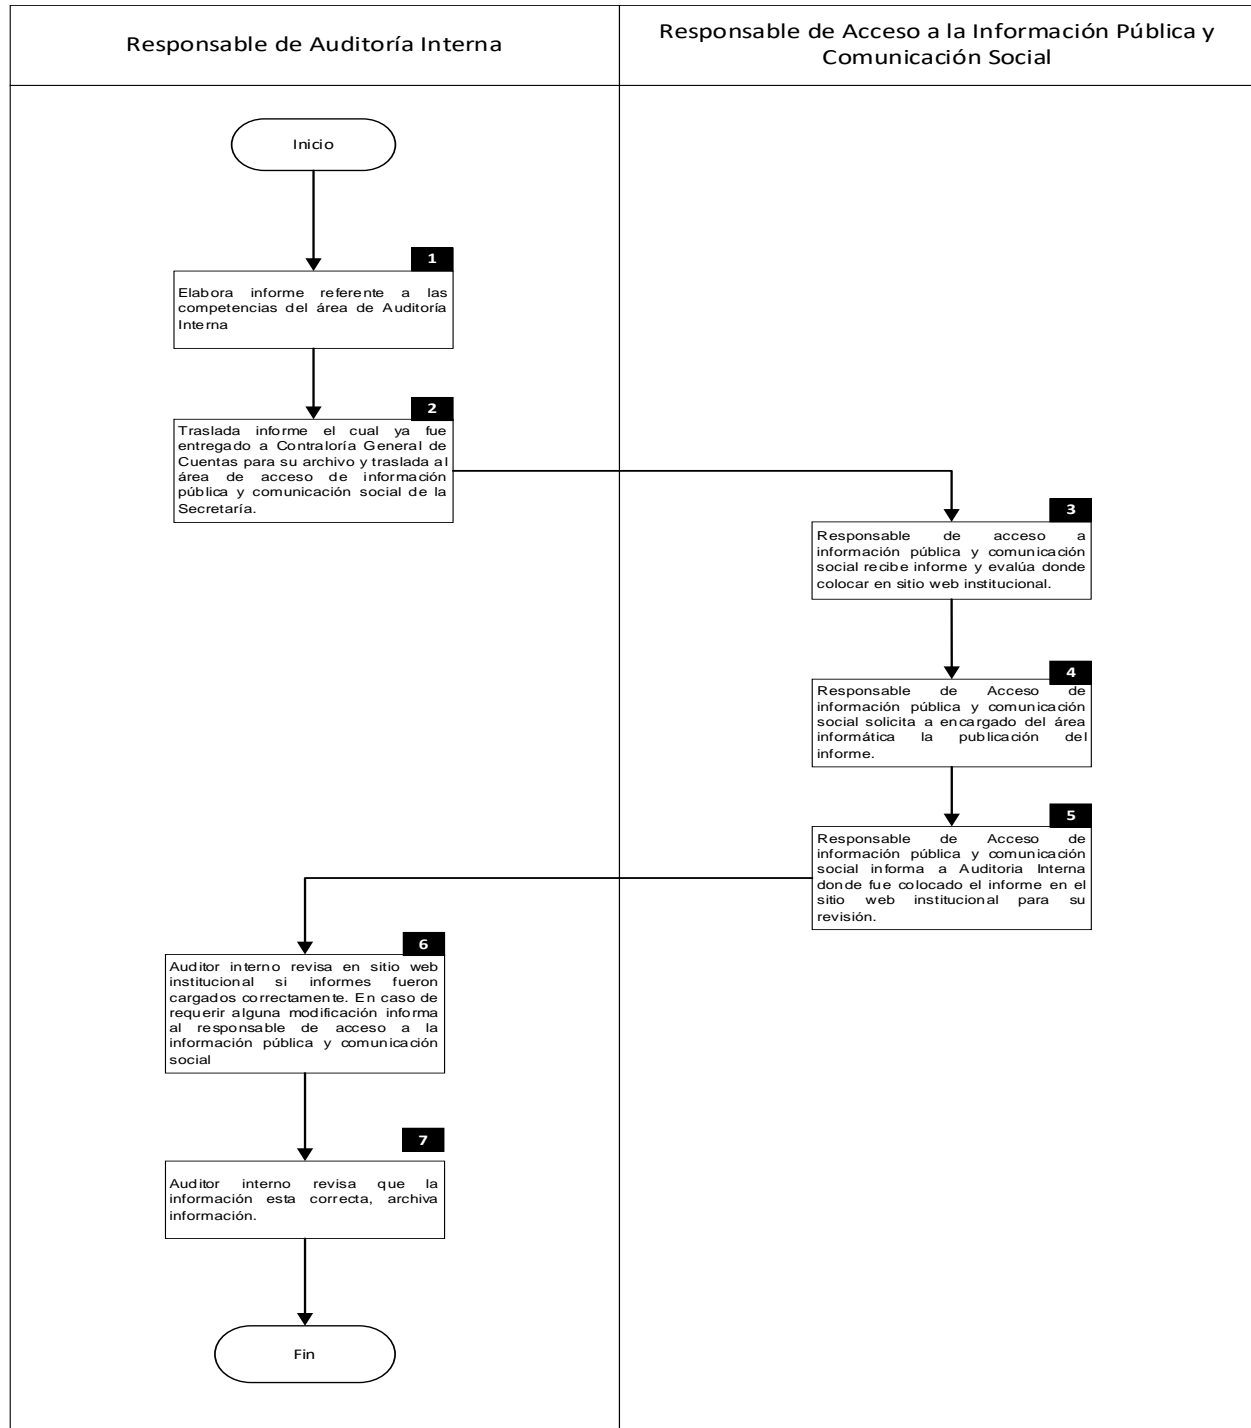 Responsable de Auditoría Interna
Responsable de Acceso a la Información Pública y
Comunicación Social
Inicio
1
Elabora informe referente a las
competencias del área de Auditoría
Interna
2
Traslada informe el cual ya fue
entregado a Contraloría General de
Cuentas para su archivo y traslada al
área de acceso de información
pública y comunicación social de la
Secretaría.
3
Responsable de acceso a
información pública y comunicación
social recibe informe y evalúa donde
colocar en sitio web institucional.
4
Responsable de Acceso de
información pública y comunicación
social solicita a encargado del área
informática la publicación del
informe.
5
Responsable de Acceso de
información pública y comunicación
social informa a Auditoria Interna
donde fue colocado el informe en el
sitio web institucional para su
revisión.
6
Auditor interno revisa en sitio web
institucional si informes fueron
cargados correctamente. En caso de
requerir alguna modificación informa
al responsable de acceso a la
información pública y comunicación
social
7
Auditor interno revisa que la
información esta correcta, archiva
información.
Fin